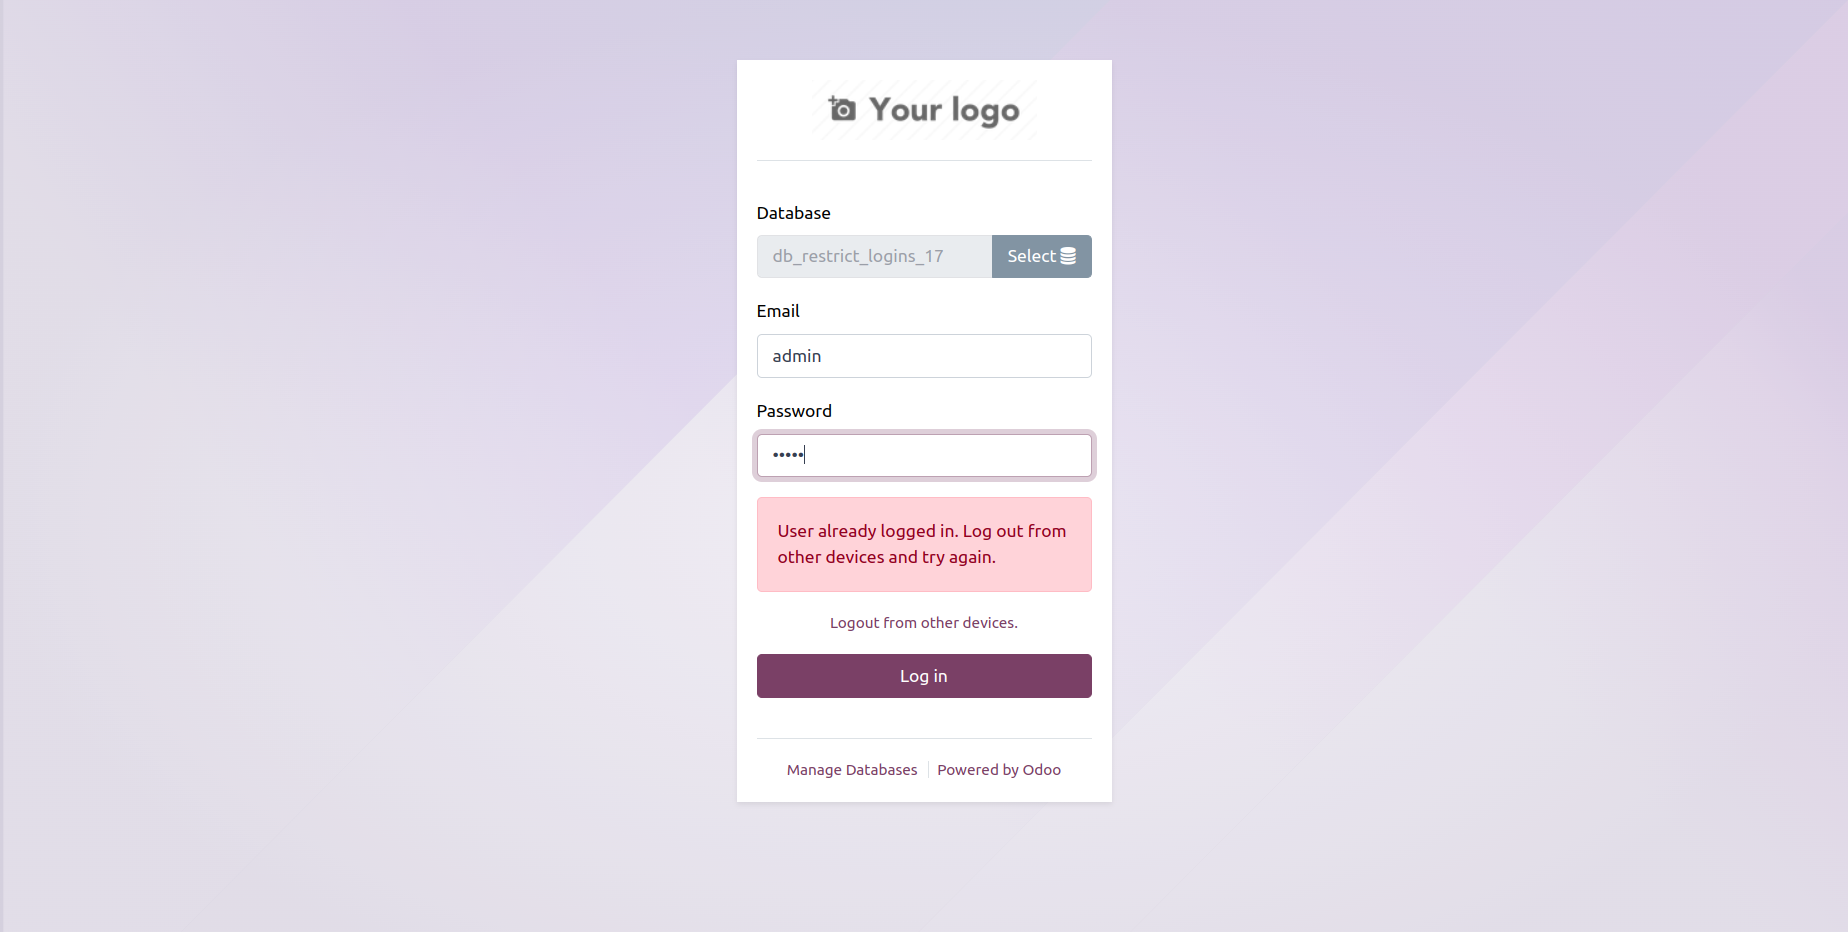 Your logo
Database
db_restrict_logins_17
Select
Email
admin
Password
•••••
User already logged in. Log out from
other devices and try again.
Logout from other devices.
Log in
Manage Databases
Powered by Odoo